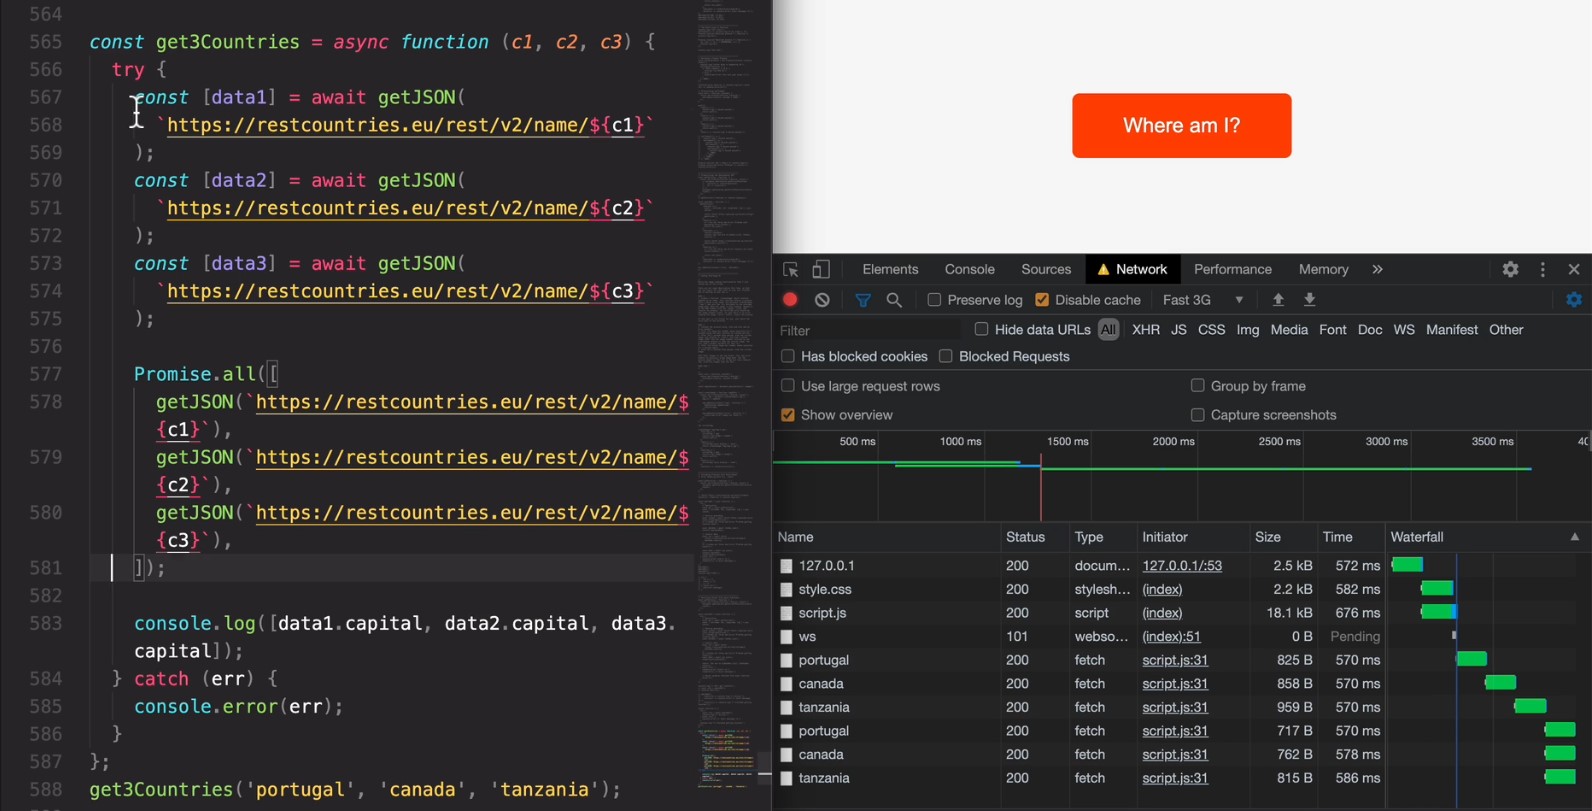 564
565 const get3Countries = async function (c1, c2, c3) {
566 try {
567 const [data1] = await getJSON(
568 `https://restcountries.eu/rest/v2/name/${c1}`
569 );
570 const [data2] = await getJSON(
571 `https://restcountries.eu/rest/v2/name/${c2}`
572 );
573 const [data3] = await getJSON(
574 `https://restcountries.eu/rest/v2/name/${c3}`
575 );
576
577 Promise.all([
578 getJSON(`https://restcountries.eu/rest/v2/name/$
{c1}`),
579 getJSON(`https://restcountries.eu/rest/v2/name/$
{c2}`),
580 getJSON(`https://restcountries.eu/rest/v2/name/$
{c3}`),
581 ]);
582
583 console.log([data1.capital, data2.capital, data3.
capital]);
584 } catch (err) {
585 console.error(err);
586 }
587 };
588 get3Countries('portugal', 'canada', 'tanzania');
Where am I?
Elements Console Sources Network Performance Memory »
Preserve log Disable cache Fast 3G
Filter Hide data URLs All XHR JS CSS Img Media Font Doc WS Manifest Other
Has blocked cookies Blocked Requests
Use large request rows Group by frame
Show overview Capture screenshots
500 ms 1000 ms 1500 ms 2000 ms 2500 ms 3000 ms 3500 ms
Name Status Type Initiator Size Time Waterfall
127.0.0.1 200 docum... 127.0.0.1/:53 2.5 kB 572 ms
style.css 200 stylesh... (index) 2.2 kB 582 ms
script.js 200 script (index) 18.1 kB 676 ms
ws 101 webso... (index):51 0 B Pending
portugal 200 fetch script.js:31 825 B 570 ms
canada 200 fetch script.js:31 858 B 570 ms
tanzania 200 fetch script.js:31 959 B 570 ms
portugal 200 fetch script.js:31 717 B 570 ms
canada 200 fetch script.js:31 762 B 578 ms
tanzania 200 fetch script.js:31 815 B 586 ms